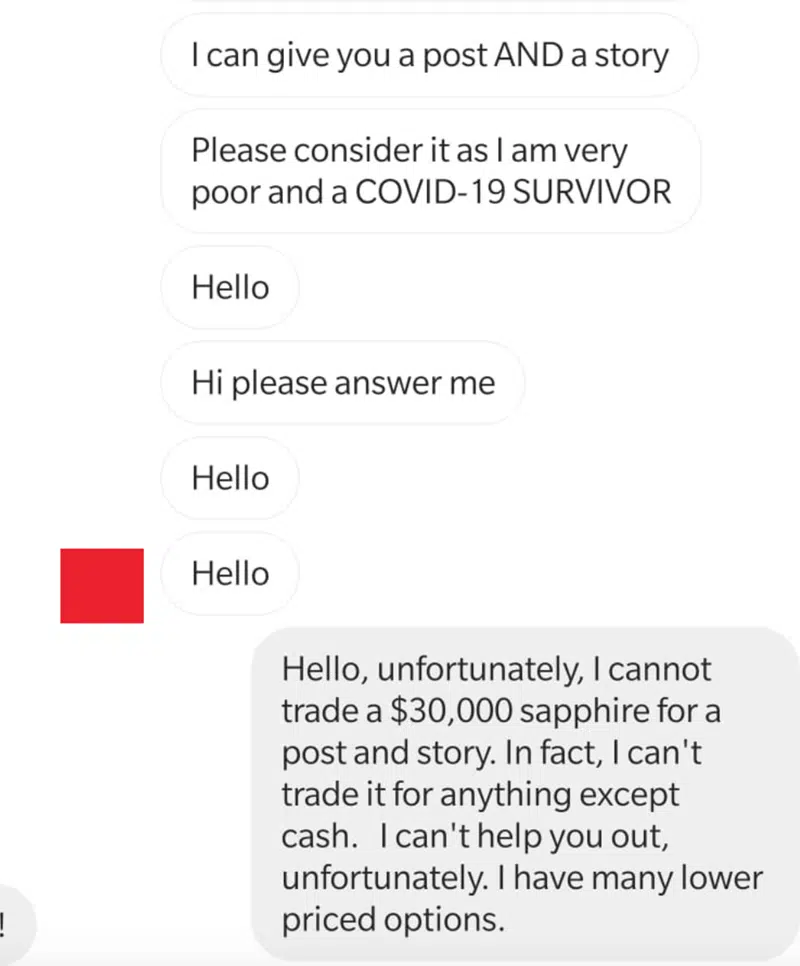 I can give you a post AND a story
Please consider it as I am very
poor and a COVID-19 SURVIVOR
Hello
Hi please answer me
Hello
Hello
Hello, unfortunately, I cannot
trade a $30,000 sapphire for a
post and story. In fact, I can't
trade it for anything except
cash.   I can't help you out,
unfortunately. I have many lower
priced options.
!